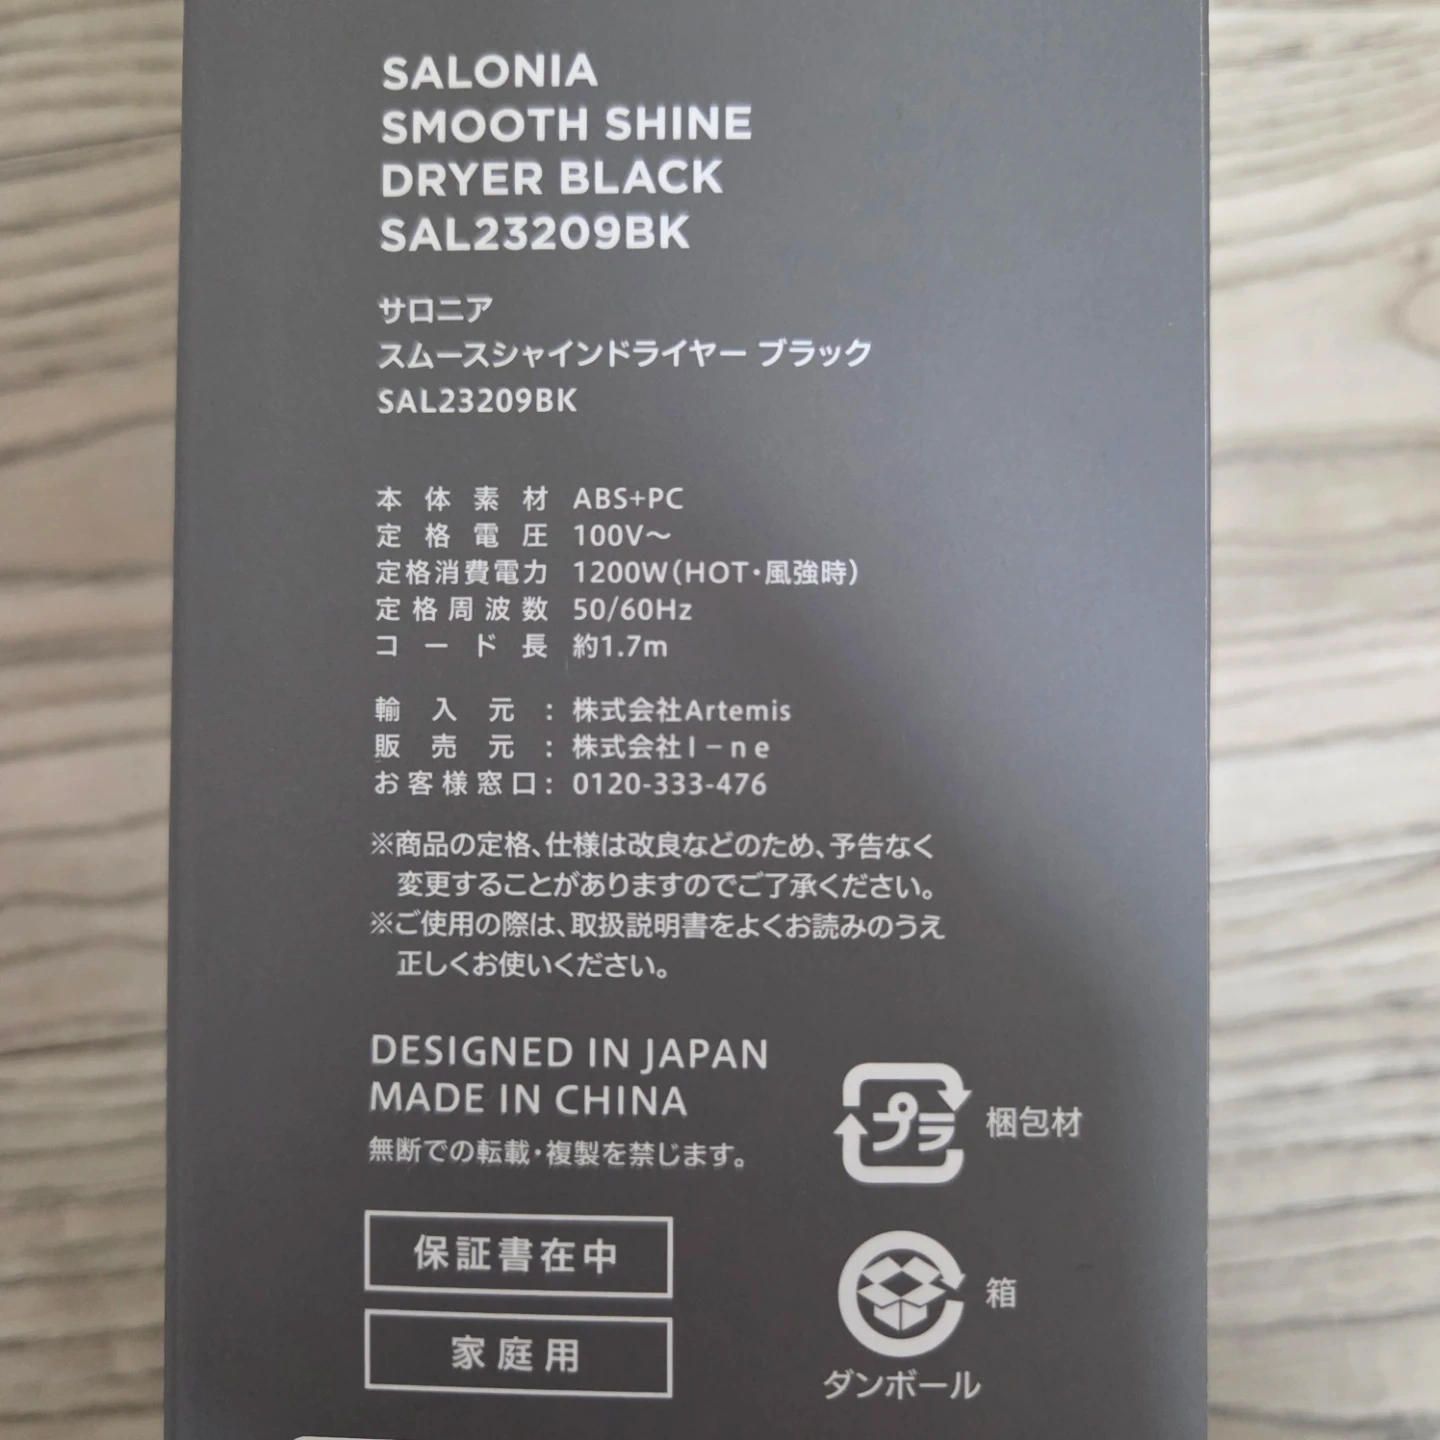 SALONIA
SMOOTH SHINE
DRYER BLACK
SAL23209BK
サロニア
スムースシャインドライヤー ブラック
SAL23209BK
本体素材 ABS+PC
定格電圧 100V〜
定格消費電力 1200W(HOT・風強時)
定格周波数 50/60Hz
コード長 約1.7m
輸入元:株式会社Artemis
販売元:株式会社I-ne
お客様窓口:0120-333-476
※商品の定格、仕様は改良などのため、予告なく
変更することがありますのでご了承ください。
※ご使用の際は、取扱説明書をよくお読みのうえ
正しくお使いください。
DESIGNED IN JAPAN
MADE IN CHINA
無断での転載・複製を禁じます。
プラ 梱包材
保証書在中
箱
家庭用
ダンボール